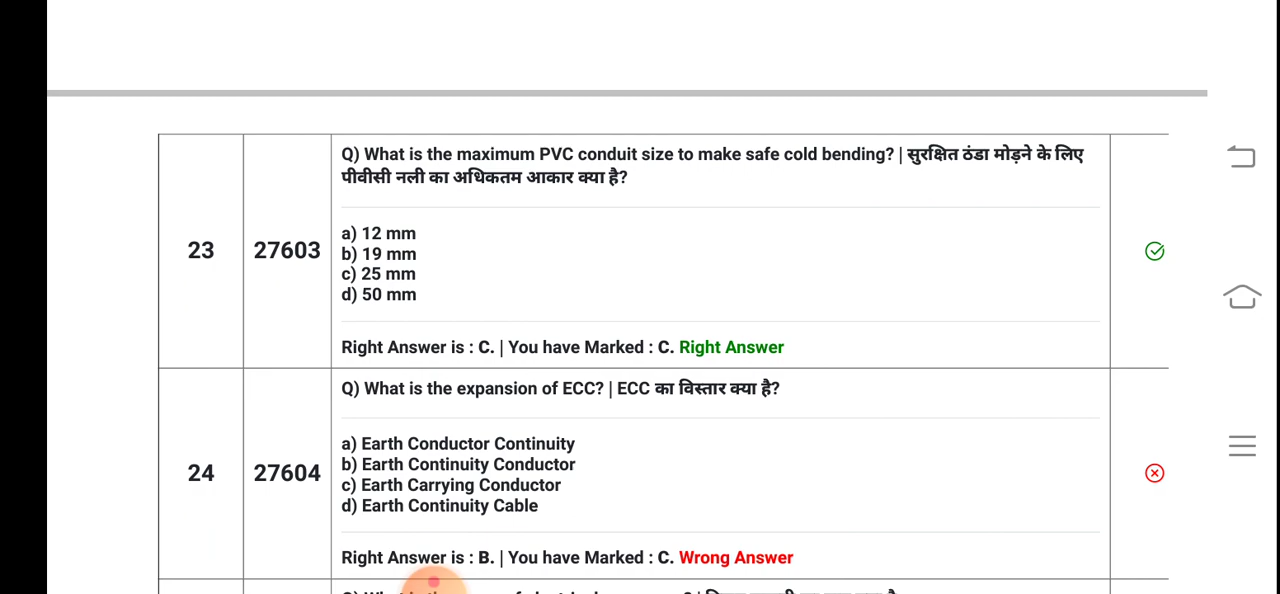 Q) What is the maximum PVC conduit size to make safe cold bending? | सुरक्षित ठंडा मोड़ने के लिए
पीवीसी नली का अधिकतम आकार क्या है?
23
27603
a) 12 mm
b) 19 mm
c) 25 mm
d) 50 mm
Right Answer is : C. | You have Marked : C. Right Answer
Q) What is the expansion of ECC? | ECC का विस्तार क्या है?
24
27604
a) Earth Conductor Continuity
b) Earth Continuity Conductor
c) Earth Carrying Conductor
d) Earth Continuity Cable
Right Answer is : B. | You have Marked : C. Wrong Answer